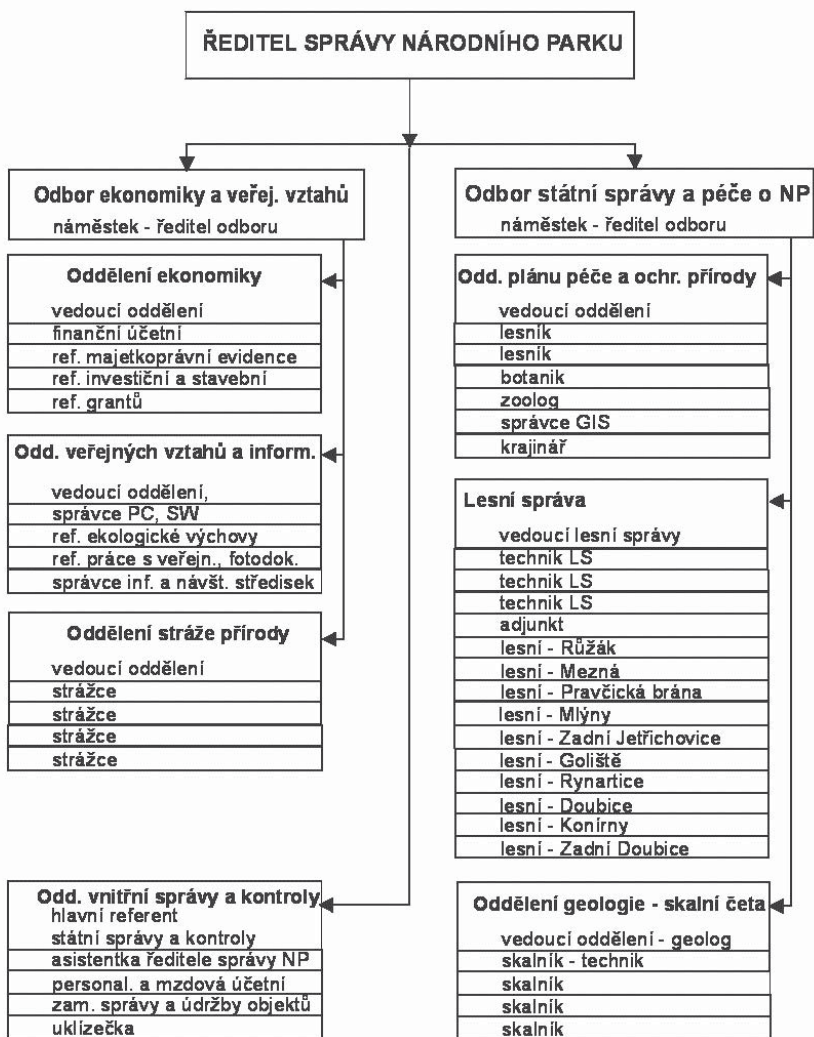 ŘEDITEL SPRÁVY NÁRODNÍHO PARKU
Odbor ekonomiky a veřej. vztahů
náměstek - ředitel odboru
Oddělení ekonomiky
vedoucí oddělení
finanční účetní
ref. majetkoprávní evidence
ref. investiční a stavební
ref. grantů
Odd. veřejných vztahů a inform.
vedoucí oddělení,
správce PC, SW
ref. ekologické výchovy
ref. práce s veřejn., fotodok.
správce inf. a návšt. středisek
Oddělení stráže přírody
vedoucí oddělení
strážce
strážce
strážce
strážce
Odd. vnitřní správy a kontroly
hlavní referent
státní správy a kontroly
asistentka ředitele správy NP
personal. a mzdová účetní
zam. správy a údržby objektů
uklízečka
Odbor státní správy a péče o NP
náměstek - ředitel odboru
Odd. plánu péče a ochr. přírody
vedoucí oddělení
lesník
lesník
botanik
zoolog
správce GIS
krajinář
Lesní správa
vedoucí lesní správy
technik LS
technik LS
technik LS
adjunkt
lesní - Růžák
lesní - Mezná
lesní - Pravčická brána
lesní - Mlýny
lesní - Zadní Jetřichovice
lesní - Goliště
lesní - Rynartice
lesní - Doubice
lesní - Konírny
lesní - Zadní Doubice
Oddělení geologie - skalní četa
vedoucí oddělení - geolog
skalník - technik
skalník
skalník
skalník